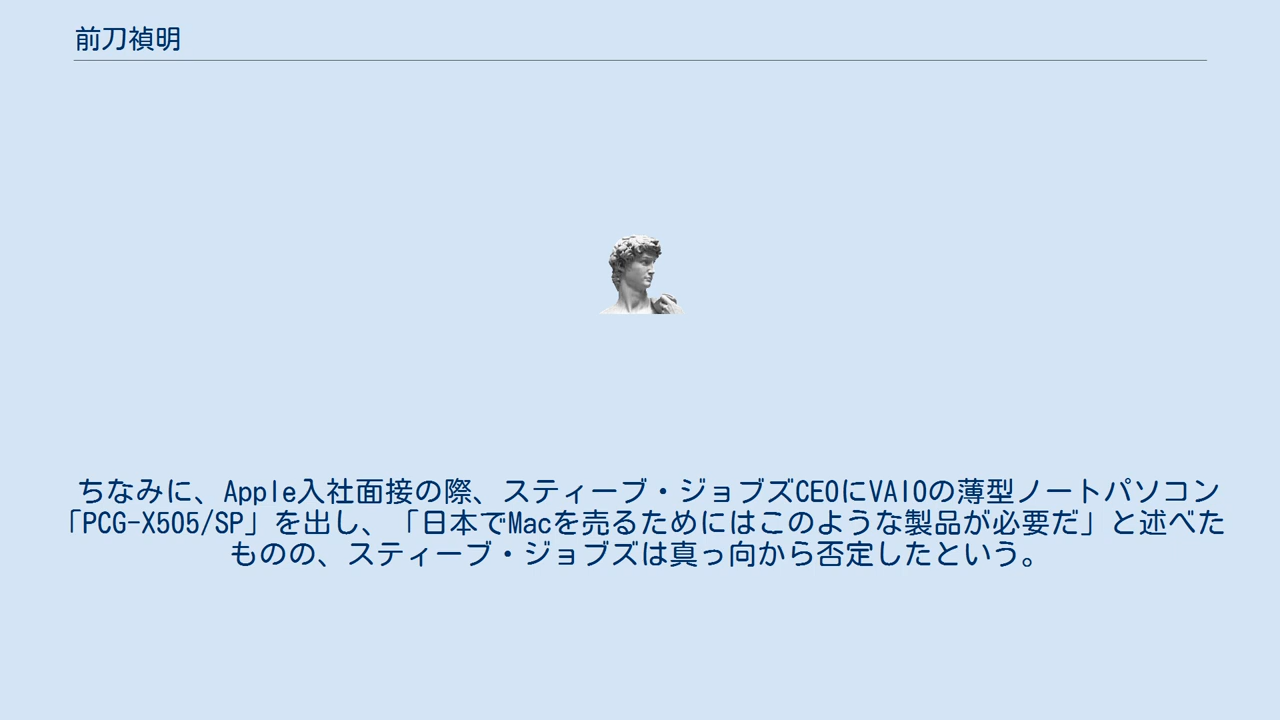 前刀禎明
ちなみに、Apple入社面接の際、スティーブ・ジョブズCEOにVAIOの薄型ノートパソコン
「PCG-X505/SP」を出し、「日本でMacを売るためにはこのような製品が必要だ」と述べた
ものの、スティーブ・ジョブズは真っ向から否定したという。